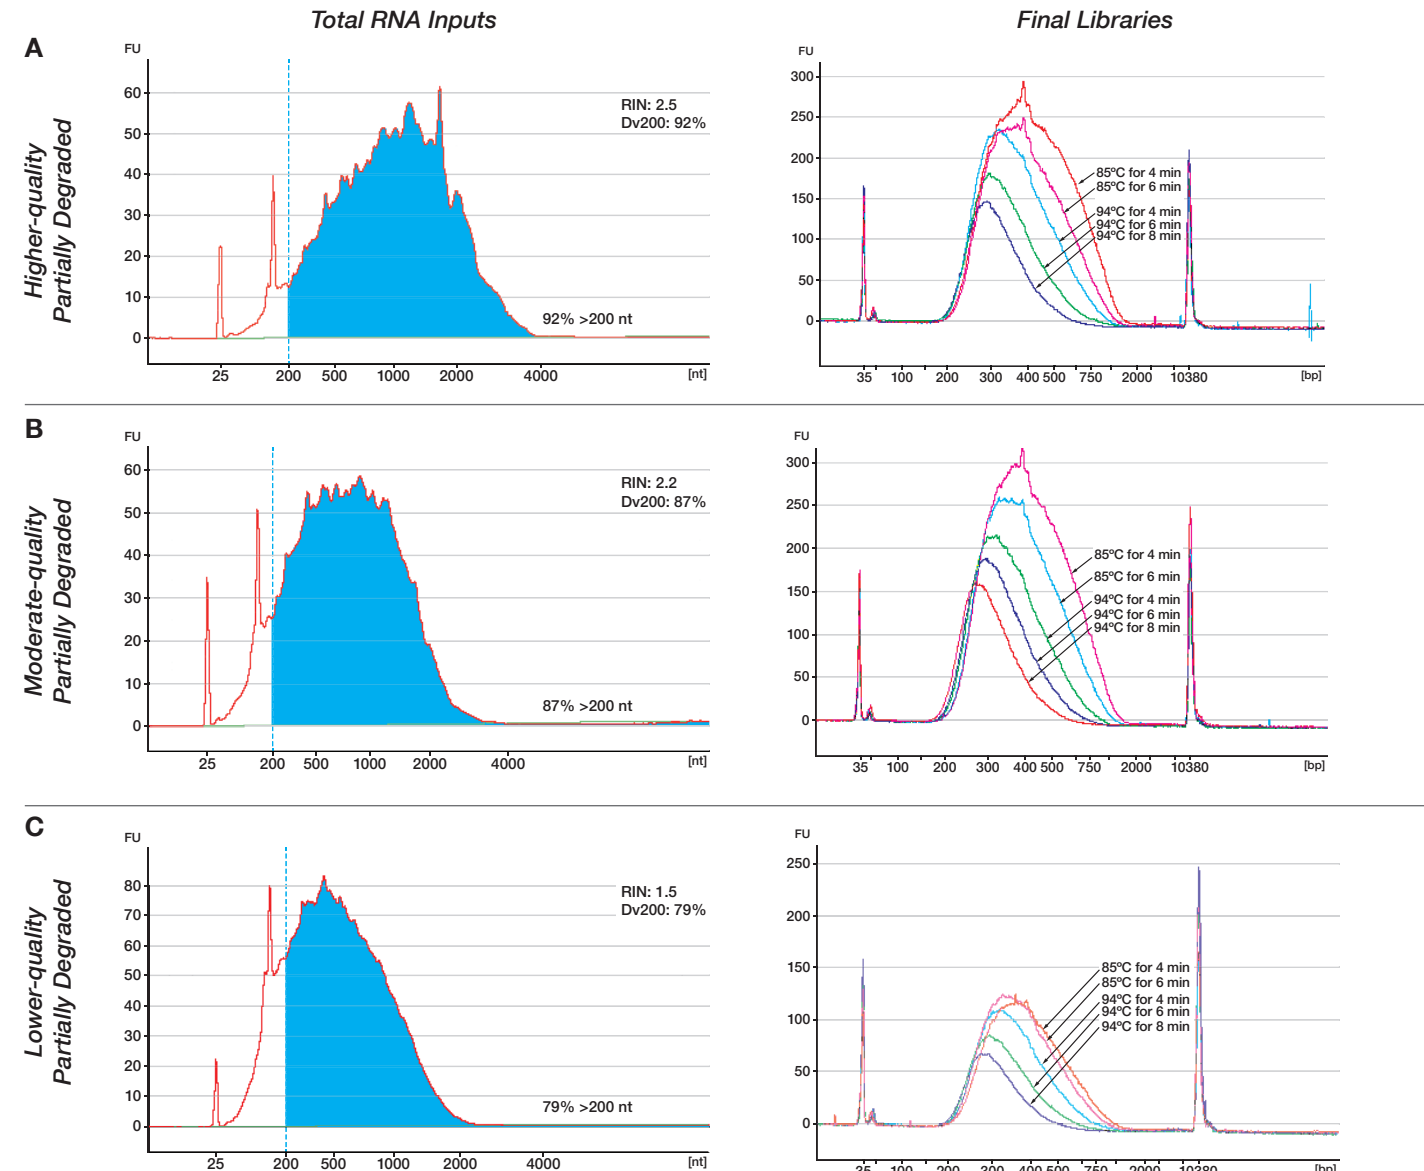 Total RNA Inputs
Final Libraries
A
Higher-quality
Partially Degraded
FU
60
50
40
30
20
10
0
RIN: 2.5
Dv200: 92%
92% >200 nt
25 200 500 1000 2000 4000 [nt]
FU
300
250
200
150
100
50
0
85ºC for 4 min
85ºC for 6 min
94ºC for 4 min
94ºC for 6 min
94ºC for 8 min
35 100 200 300 400 500 750 2000 10380 [bp]
B
Moderate-quality
Partially Degraded
FU
60
50
40
30
20
10
0
RIN: 2.2
Dv200: 87%
87% >200 nt
25 200 500 1000 2000 4000 [nt]
FU
300
250
200
150
100
50
0
85ºC for 4 min
85ºC for 6 min
94ºC for 4 min
94ºC for 6 min
94ºC for 8 min
35 100 200 300 400 500 750 2000 10380 [bp]
C
Lower-quality
Partially Degraded
FU
80
70
60
50
40
30
20
10
0
RIN: 1.5
Dv200: 79%
79% >200 nt
25 200 500 1000 2000 4000 [nt]
FU
250
200
150
100
50
0
85ºC for 4 min
85ºC for 6 min
94ºC for 4 min
94ºC for 6 min
94ºC for 8 min
35 100 200 300 400 500 750 2000 10380 [bp]